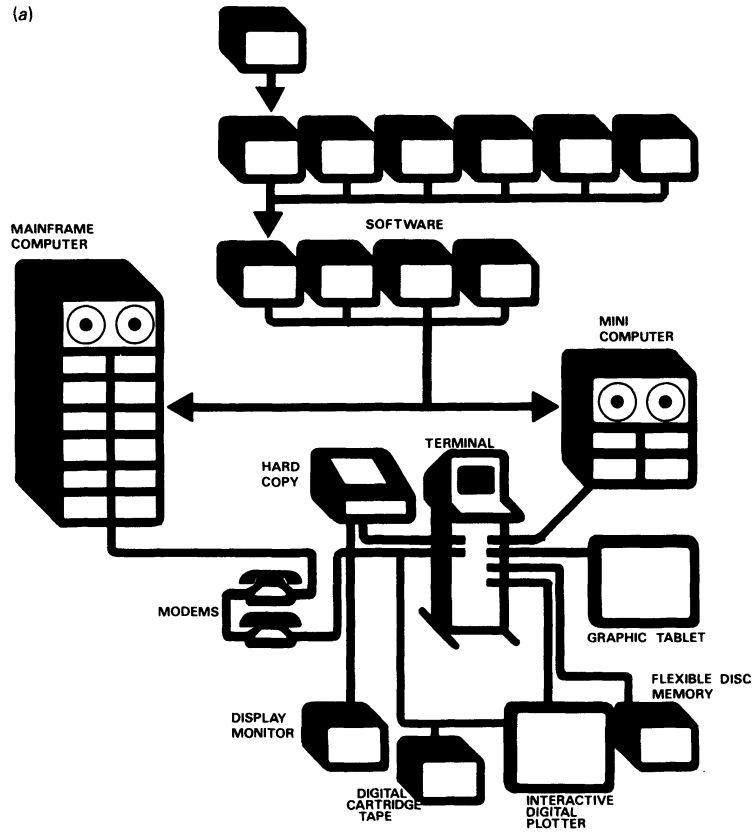 (a)
SOFTWARE
MAINFRAME
COMPUTER
MINI
COMPUTER
TERMINAL
HARD
COPY
MODEMS
GRAPHIC TABLET
FLEXIBLE DISC
MEMORY
DISPLAY
MONITOR
DIGITAL
CARTRIDGE
TAPE
INTERACTIVE
DIGITAL
PLOTTER